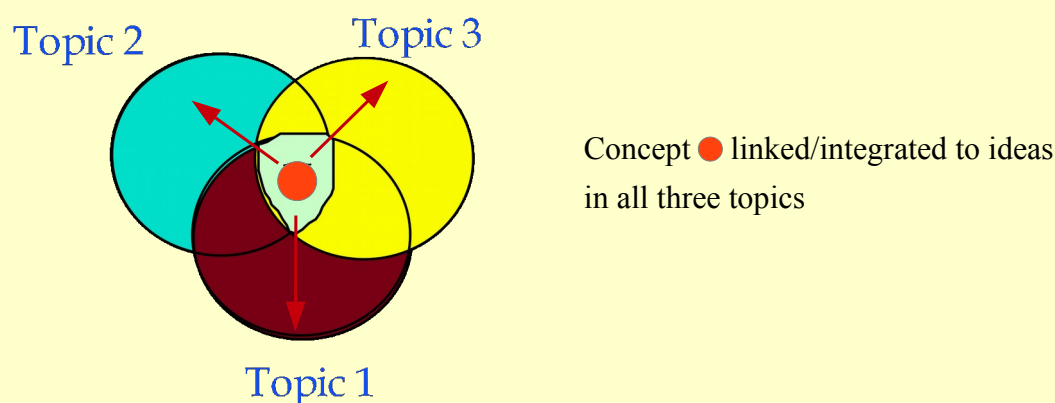 Topic 2
Topic 3
Concept linked/integrated to ideas
in all three topics
Topic 1